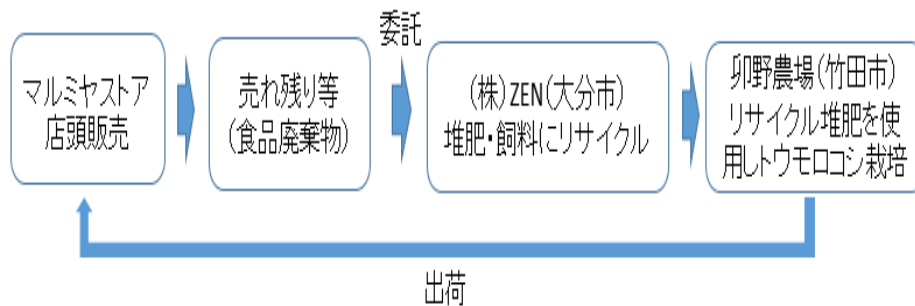 マルミヤストア
店頭販売
売れ残り等
(食品廃棄物)
委託
(株)ZEN(大分市)
堆肥・飼料にリサイクル
卯野農場(竹田市)
リサイクル堆肥を使
用しトウモロコシ栽培
出荷